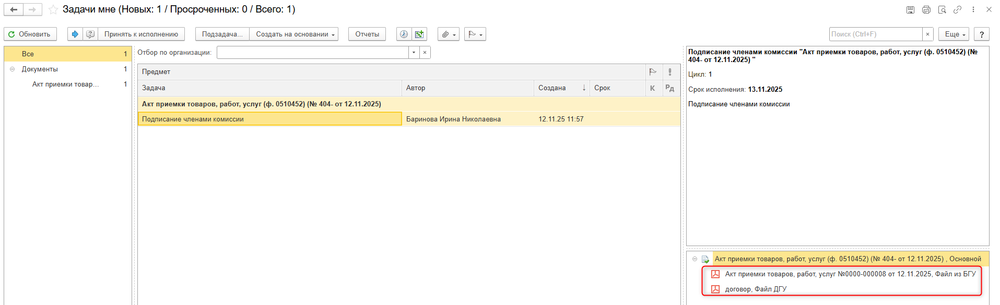 Задачи мне (Новых: 1 / Просроченных: 0 / Всего: 1)
Обновить
Принять к исполнению
Подзадача...
Создать на основании
Отчеты
Поиск (Ctrl+F)
×
Еще
?
Все 1
Документы 1
Акт приемки товар... 1
Отбор по организации:
×
Предмет
Задача Автор Создана ↓ Срок К Рд
Акт приемки товаров, работ, услуг (ф. 0510452) (№ 404- от 12.11.2025)
Подписание членами комиссии Баринова Ирина Николаевна 12.11.25 11:57
Подписание членами комиссии "Акт приемки товаров, работ, услуг (ф. 0510452) (№
404- от 12.11.2025) "
Цикл: 1
Срок исполнения: 13.11.2025
Подписание членами комиссии
Акт приемки товаров, работ, услуг (ф. 0510452) (№ 404- от 12.11.2025) , Основной
Акт приемки товаров, работ, услуг №0000-000008 от 12.11.2025, Файл из БГУ
договор, Файл ДГУ